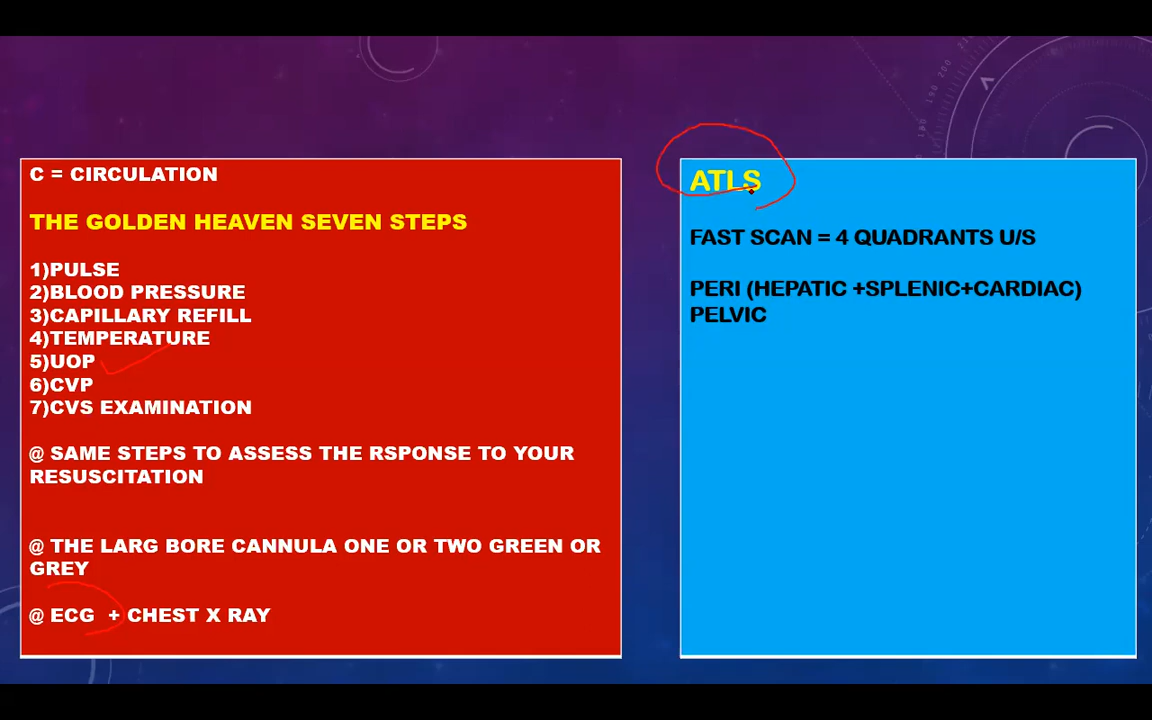 C = CIRCULATION
THE GOLDEN HEAVEN SEVEN STEPS
1)PULSE
2)BLOOD PRESSURE
3)CAPILLARY REFILL
4)TEMPERATURE
5)UOP
6)CVP
7)CVS EXAMINATION
@ SAME STEPS TO ASSESS THE RSPONSE TO YOUR
RESUSCITATION
@ THE LARG BORE CANNULA ONE OR TWO GREEN OR
GREY
@ ECG + CHEST X RAY
ATLS
FAST SCAN = 4 QUADRANTS U/S
PERI (HEPATIC +SPLENIC+CARDIAC)
PELVIC